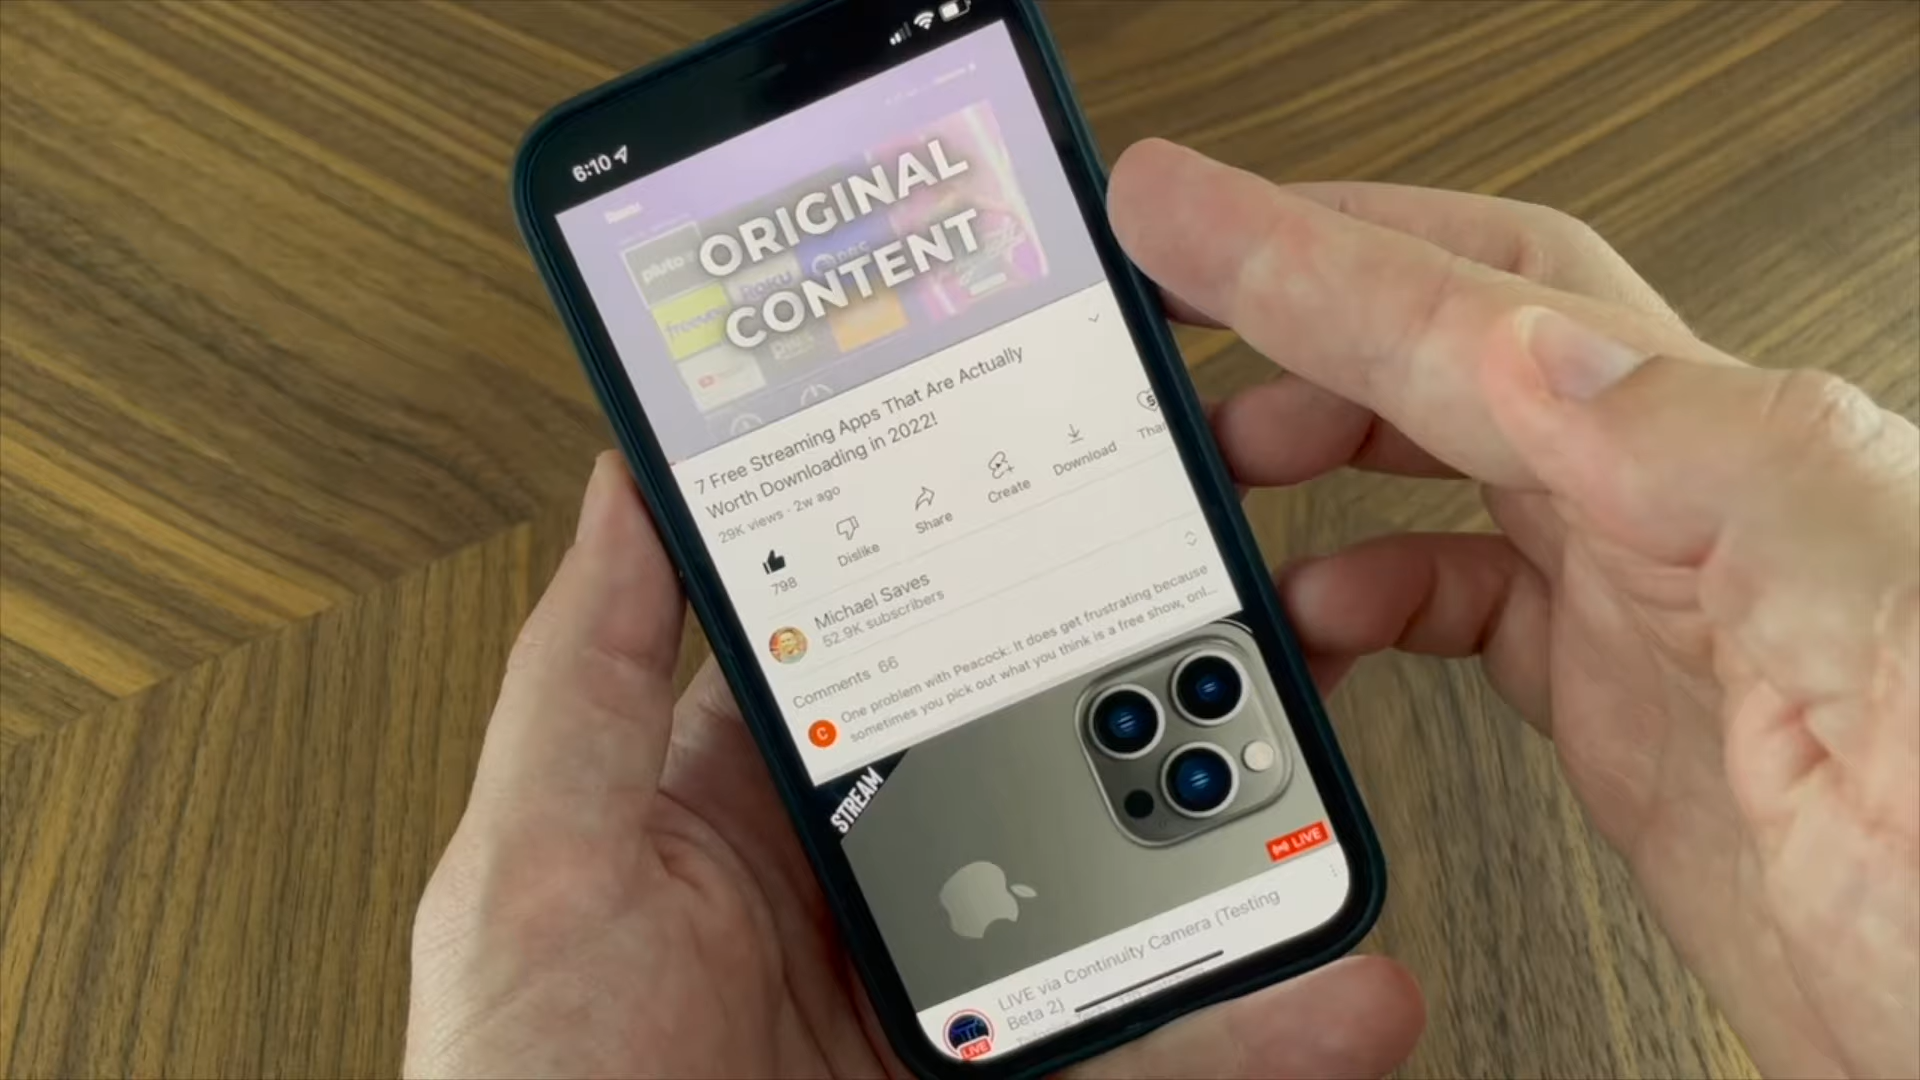 6:10
ORIGINAL
CONTENT
pluto
Roku
freevee
7 Free Streaming Apps That Are Actually
Worth Downloading in 2022!
29K views · 2w ago
798
Dislike
Share
Create
Download
Than
Michael Saves
52.9K subscribers
Comments 66
C
One problem with Peacock: It does get frustrating because
sometimes you pick out what you think is a free show, onl...
STREAM
LIVE
LIVE via Continuity Camera (Testing
Beta 2)
LIVE